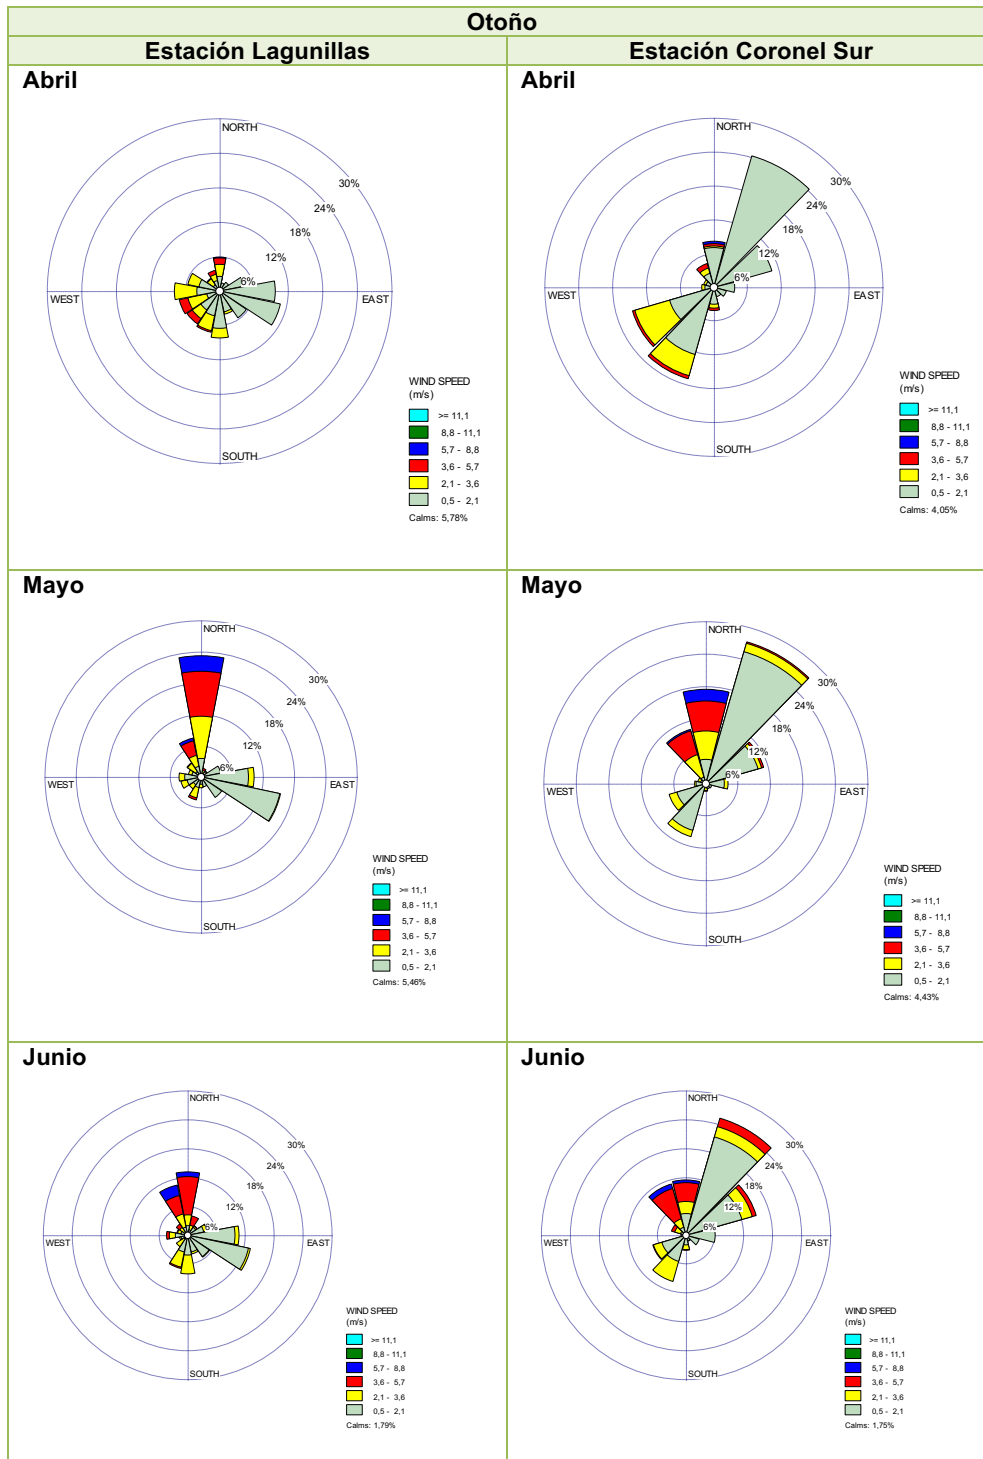 Otoño
Estación Lagunillas
Estación Coronel Sur
Abril
NORTH
30%
24%
18%
12%
6%
WEST
EAST
SOUTH
WIND SPEED
(m/s)
>= 11,1
8,8 - 11,1
5,7 - 8,8
3,6 - 5,7
2,1 - 3,6
0,5 - 2,1
Calms: 5,78%
Abril
NORTH
30%
24%
18%
12%
6%
WEST
EAST
SOUTH
WIND SPEED
(m/s)
>= 11,1
8,8 - 11,1
5,7 - 8,8
3,6 - 5,7
2,1 - 3,6
0,5 - 2,1
Calms: 4,05%
Mayo
NORTH
30%
24%
18%
12%
6%
WEST
EAST
SOUTH
WIND SPEED
(m/s)
>= 11,1
8,8 - 11,1
5,7 - 8,8
3,6 - 5,7
2,1 - 3,6
0,5 - 2,1
Calms: 5,46%
Mayo
NORTH
30%
24%
18%
12%
6%
WEST
EAST
SOUTH
WIND SPEED
(m/s)
>= 11,1
8,8 - 11,1
5,7 - 8,8
3,6 - 5,7
2,1 - 3,6
0,5 - 2,1
Calms: 4,43%
Junio
NORTH
30%
24%
18%
12%
6%
WEST
EAST
SOUTH
WIND SPEED
(m/s)
>= 11,1
8,8 - 11,1
5,7 - 8,8
3,6 - 5,7
2,1 - 3,6
0,5 - 2,1
Calms: 1,79%
Junio
NORTH
30%
24%
18%
12%
6%
WEST
EAST
SOUTH
WIND SPEED
(m/s)
>= 11,1
8,8 - 11,1
5,7 - 8,8
3,6 - 5,7
2,1 - 3,6
0,5 - 2,1
Calms: 1,75%